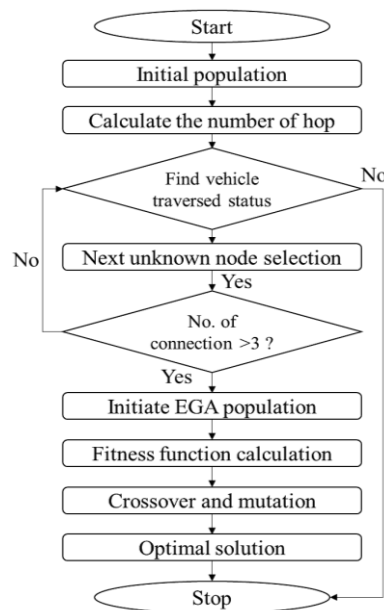 Start
Initial population
Calculate the number of hop
Find vehicle
traversed status
No
No
Next unknown node selection
Yes
No. of
connection >3 ?
Yes
Initiate EGA population
Fitness function calculation
Crossover and mutation
Optimal solution
Stop